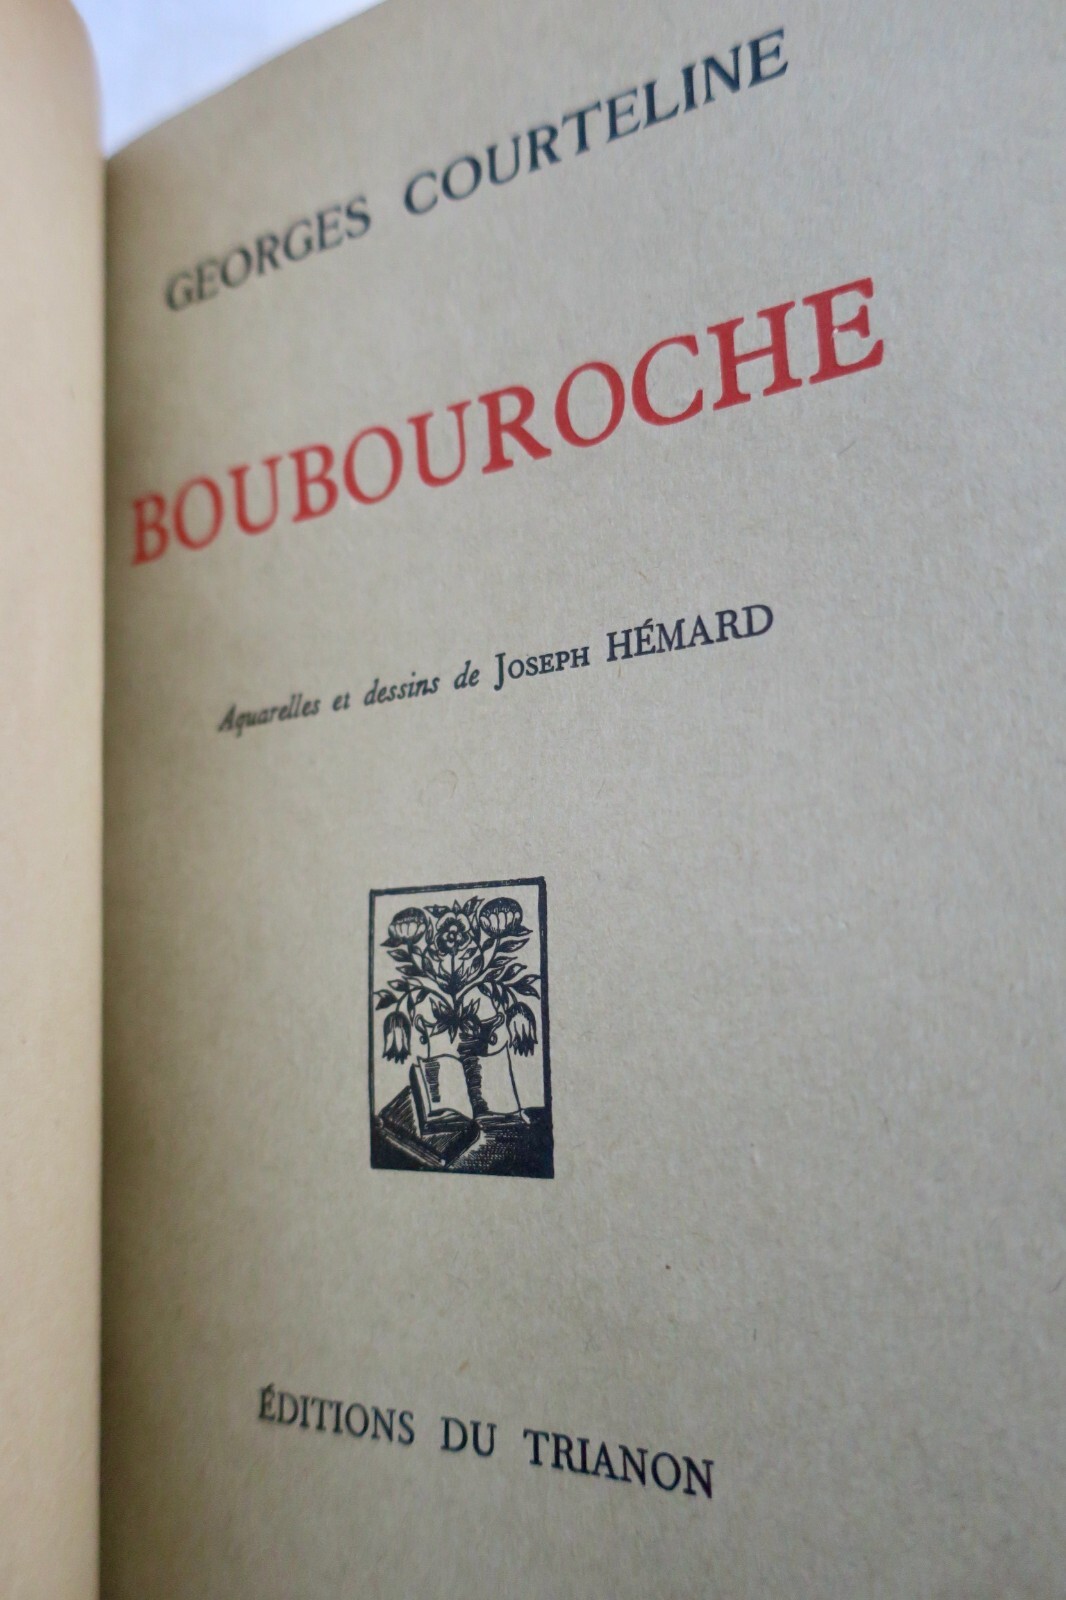 GEORGES COURTELINE
BOUBOUROCHE
Aquarelles et dessins de JOSEPH HÉMARD
ÉDITIONS DU TRIANON